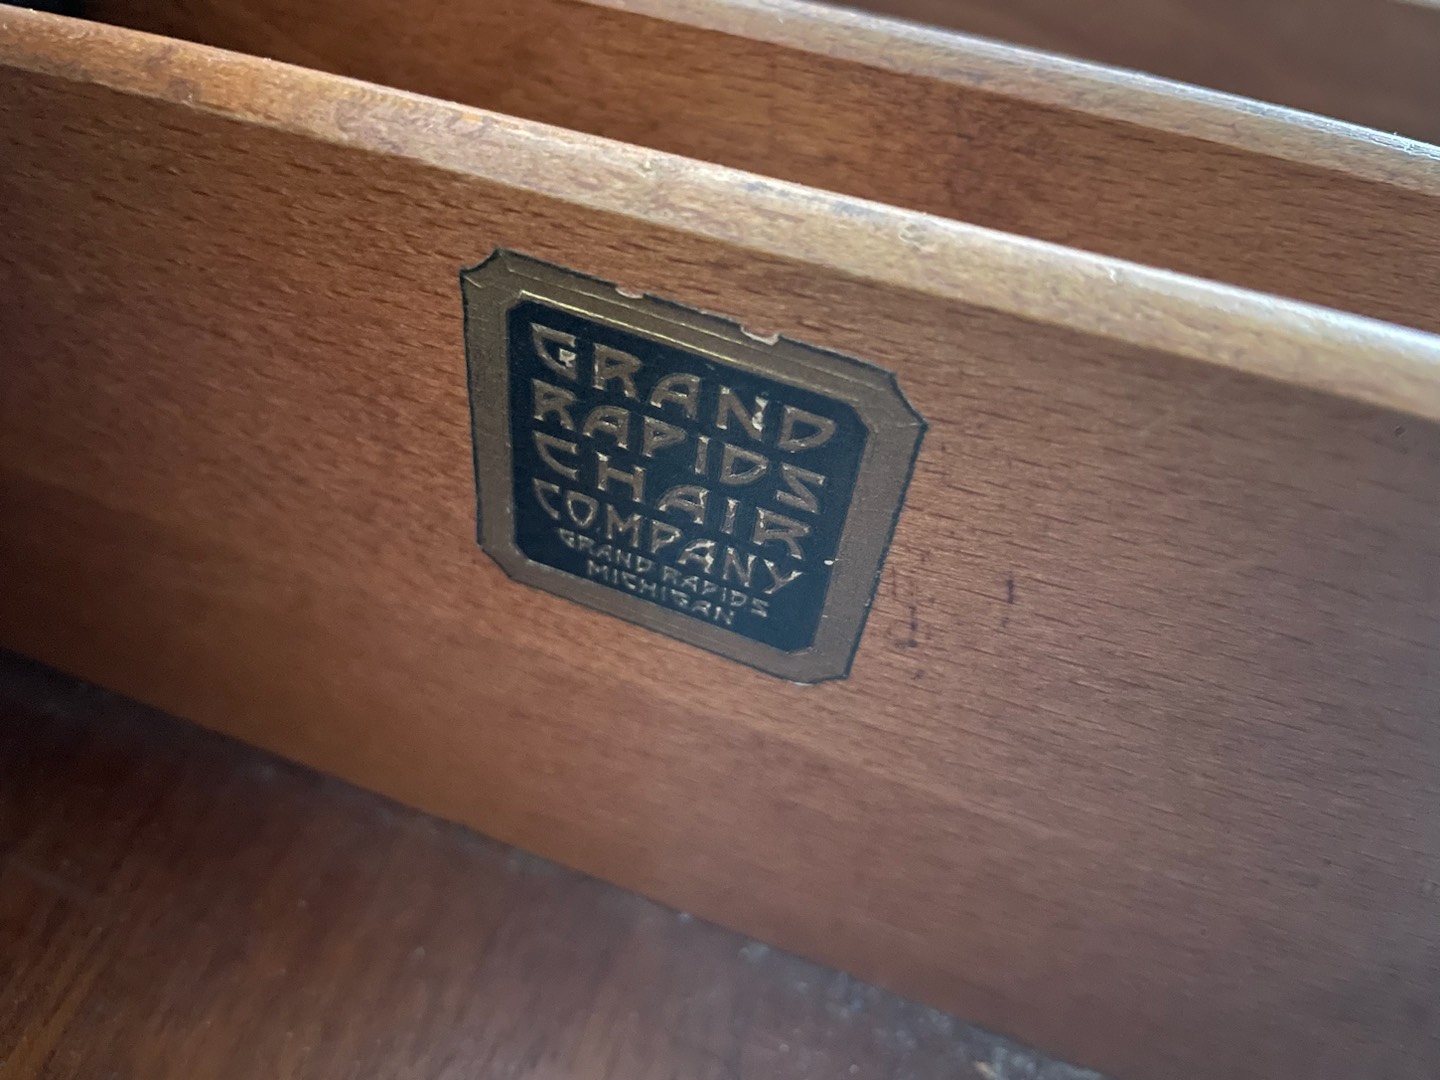 GRAND
RAPIDS
CHAIR
COMPANY
GRAND RAPIDS
MICHIGAN